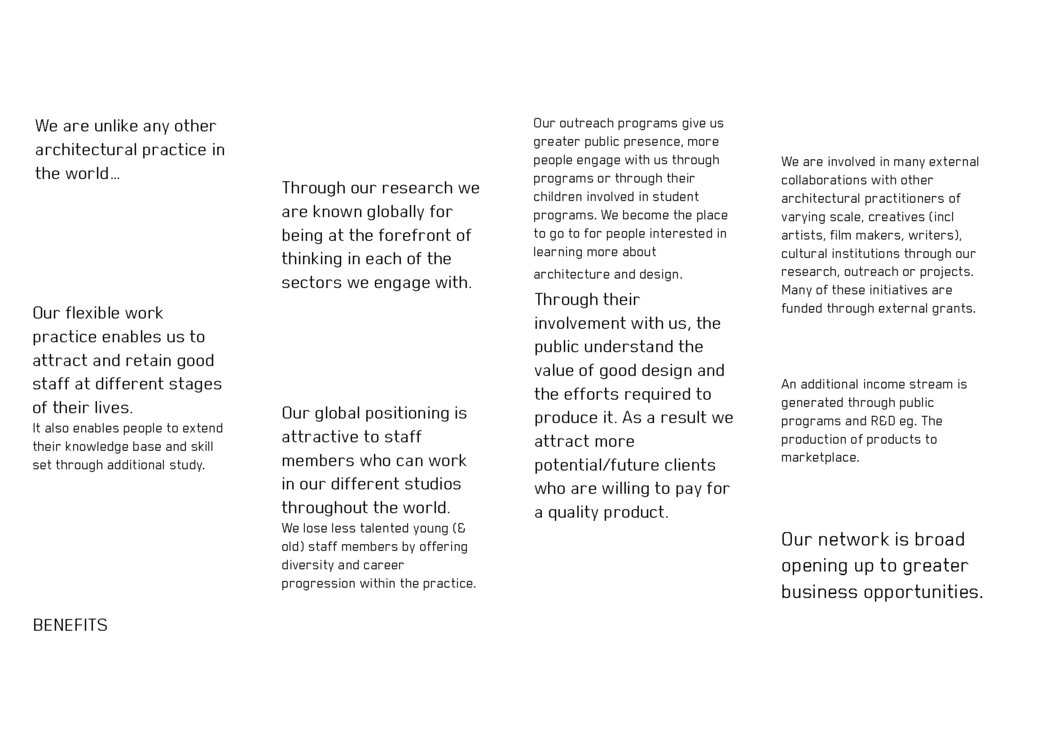 We are unlike any other
architectural practice in
the world...
Our flexible work
practice enables us to
attract and retain good
staff at different stages
of their lives.
It also enables people to extend
their knowledge base and skill
set through additional study.
BENEFITS
Through our research we
are known globally for
being at the forefront of
thinking in each of the
sectors we engage with.
Our global positioning is
attractive to staff
members who can work
in our different studios
throughout the world.
We lose less talented young (&
old) staff members by offering
diversity and career
progression within the practice.
Our outreach programs give us
greater public presence, more
people engage with us through
programs or through their
children involved in student
programs. We become the place
to go to for people interested in
learning more about
architecture and design.
Through their
involvement with us, the
public understand the
value of good design and
the efforts required to
produce it. As a result we
attract more
potential/future clients
who are willing to pay for
a quality product.
We are involved in many external
collaborations with other
architectural practitioners of
varying scale, creatives (incl
artists, film makers, writers),
cultural institutions through our
research, outreach or projects.
Many of these initiatives are
funded through external grants.
An additional income stream is
generated through public
programs and R&D eg. The
production of products to
marketplace.
Our network is broad
opening up to greater
business opportunities.